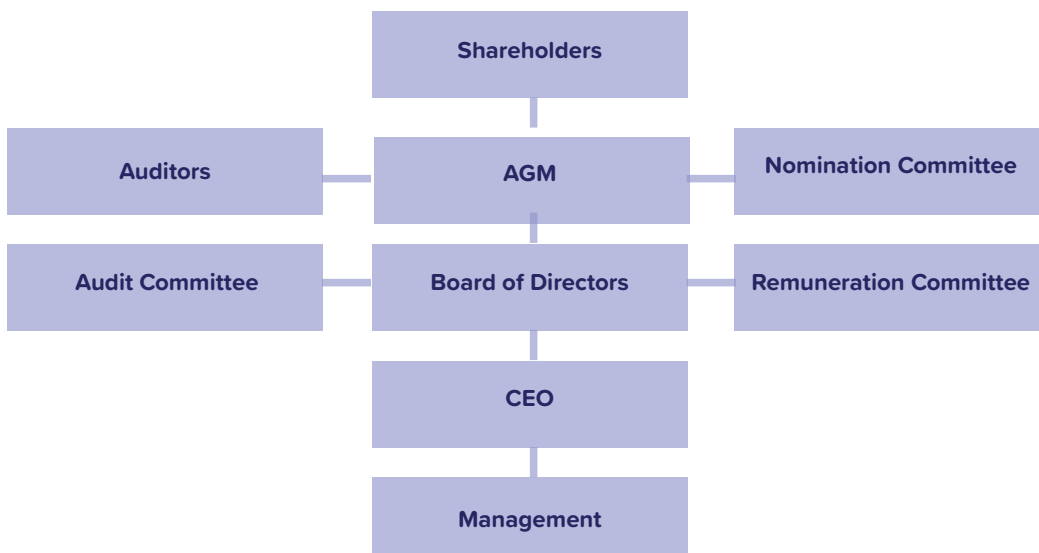 Shareholders
Auditors
AGM
Nomination Committee
Audit Committee
Board of Directors
Remuneration Committee
CEO
Management